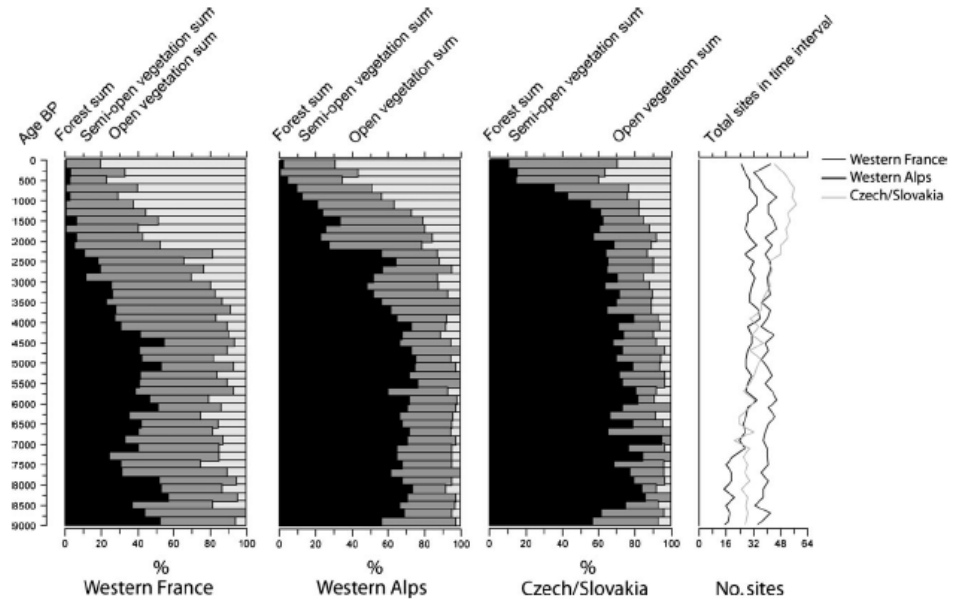 Age BP
Forest sum
Semi-open vegetation sum
Open vegetation sum
Forest sum
Semi-open vegetation sum
Open vegetation sum
Forest sum
Semi-open vegetation sum
Open vegetation sum
Total sites in time interval
Western France
Western Alps
Czech/Slovakia
0
500
1000
1500
2000
2500
3000
3500
4000
4500
5000
5500
6000
6500
7000
7500
8000
8500
9000
0 20 40 60 80 100
0 20 40 60 80 100
0 20 40 60 80 100
0 16 32 48 64
%
%
%
Western France
Western Alps
Czech/Slovakia
No. sites